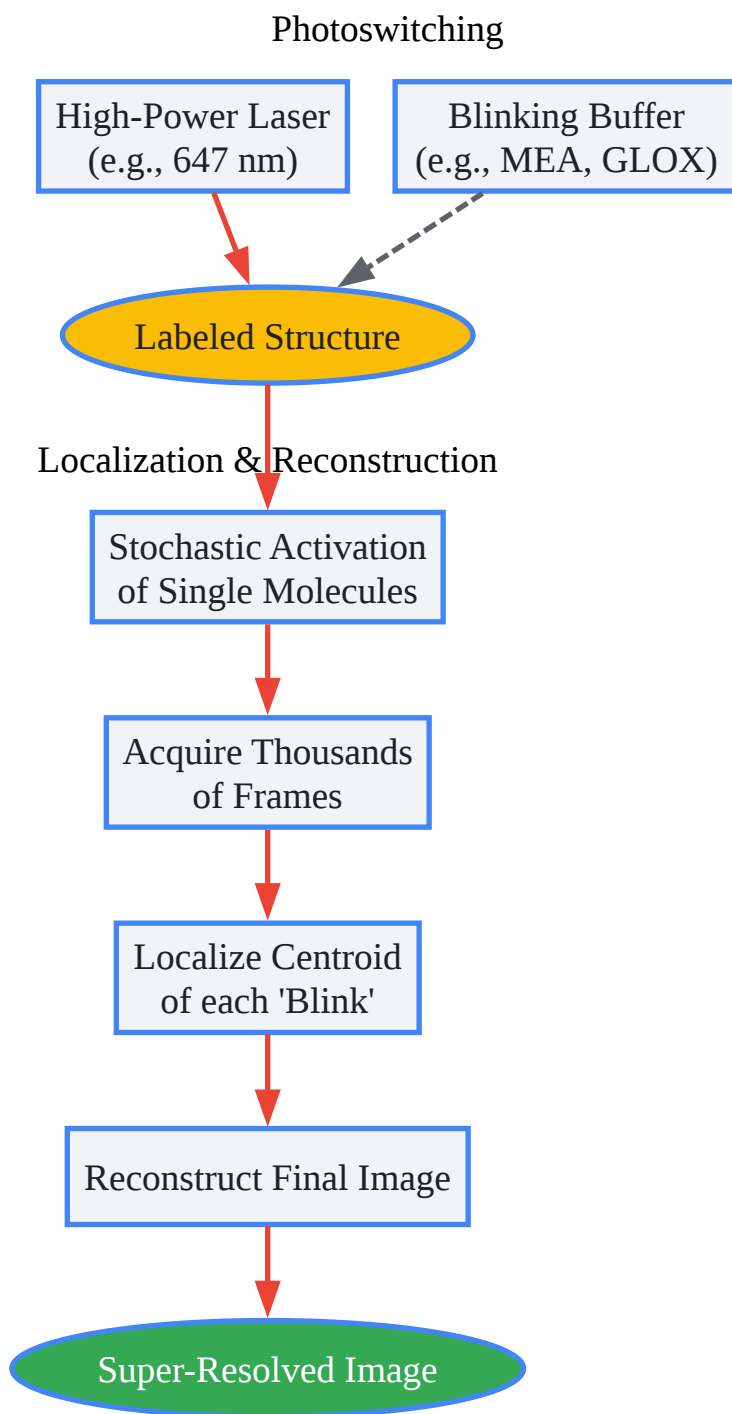 Photoswitching
High-Power Laser
(e.g., 647 nm)
Blinking Buffer
(e.g., MEA, GLOX)
Labeled Structure
Localization & Reconstruction
Stochastic Activation
of Single Molecules
Acquire Thousands
of Frames
Localize Centroid
of each 'Blink'
Reconstruct Final Image
Super-Resolved Image